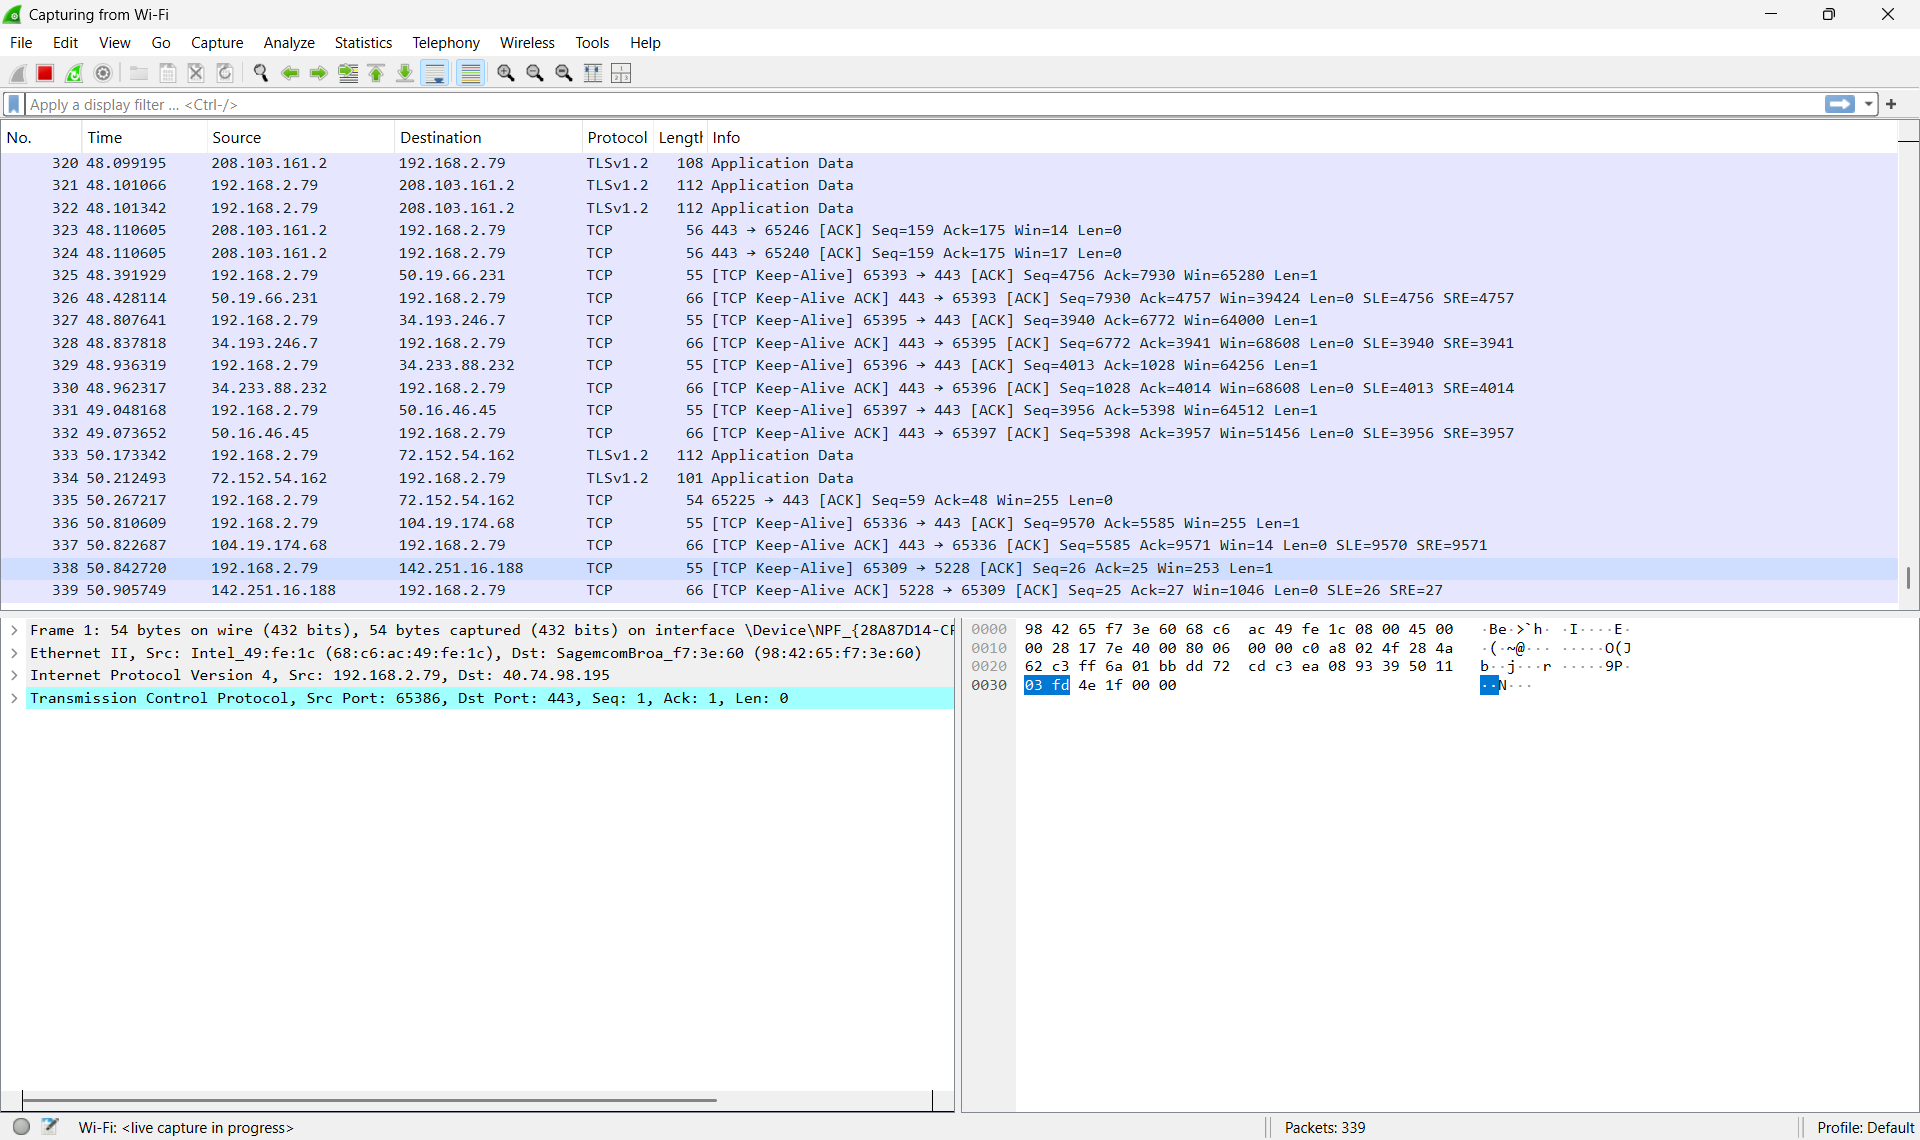 Capturing from Wi-Fi
File Edit View Go Capture Analyze Statistics Telephony Wireless Tools Help
Apply a display filter ... <Ctrl-/>
No. Time Source Destination Protocol Length Info
320 48.099195 208.103.161.2 192.168.2.79 TLSv1.2 108 Application Data
321 48.101066 192.168.2.79 208.103.161.2 TLSv1.2 112 Application Data
322 48.101342 192.168.2.79 208.103.161.2 TLSv1.2 112 Application Data
323 48.110605 208.103.161.2 192.168.2.79 TCP 56 443 → 65246 [ACK] Seq=159 Ack=175 Win=14 Len=0
324 48.110605 208.103.161.2 192.168.2.79 TCP 56 443 → 65240 [ACK] Seq=159 Ack=175 Win=17 Len=0
325 48.391929 192.168.2.79 50.19.66.231 TCP 55 [TCP Keep-Alive] 65393 → 443 [ACK] Seq=4756 Ack=7930 Win=65280 Len=1
326 48.428114 50.19.66.231 192.168.2.79 TCP 66 [TCP Keep-Alive ACK] 443 → 65393 [ACK] Seq=7930 Ack=4757 Win=39424 Len=0 SLE=4756 SRE=4757
327 48.807641 192.168.2.79 34.193.246.7 TCP 55 [TCP Keep-Alive] 65395 → 443 [ACK] Seq=3940 Ack=6772 Win=64000 Len=1
328 48.837818 34.193.246.7 192.168.2.79 TCP 66 [TCP Keep-Alive ACK] 443 → 65395 [ACK] Seq=6772 Ack=3941 Win=68608 Len=0 SLE=3940 SRE=3941
329 48.936319 192.168.2.79 34.233.88.232 TCP 55 [TCP Keep-Alive] 65396 → 443 [ACK] Seq=4013 Ack=1028 Win=64256 Len=1
330 48.962317 34.233.88.232 192.168.2.79 TCP 66 [TCP Keep-Alive ACK] 443 → 65396 [ACK] Seq=1028 Ack=4014 Win=68608 Len=0 SLE=4013 SRE=4014
331 49.048168 192.168.2.79 50.16.46.45 TCP 55 [TCP Keep-Alive] 65397 → 443 [ACK] Seq=3956 Ack=5398 Win=64512 Len=1
332 49.073652 50.16.46.45 192.168.2.79 TCP 66 [TCP Keep-Alive ACK] 443 → 65397 [ACK] Seq=5398 Ack=3957 Win=51456 Len=0 SLE=3956 SRE=3957
333 50.173342 192.168.2.79 72.152.54.162 TLSv1.2 112 Application Data
334 50.212493 72.152.54.162 192.168.2.79 TLSv1.2 101 Application Data
335 50.267217 192.168.2.79 72.152.54.162 TCP 54 65225 → 443 [ACK] Seq=59 Ack=48 Win=255 Len=0
336 50.810609 192.168.2.79 104.19.174.68 TCP 55 [TCP Keep-Alive] 65336 → 443 [ACK] Seq=9570 Ack=5585 Win=255 Len=1
337 50.822687 104.19.174.68 192.168.2.79 TCP 66 [TCP Keep-Alive ACK] 443 → 65336 [ACK] Seq=5585 Ack=9571 Win=14 Len=0 SLE=9570 SRE=9571
338 50.842720 192.168.2.79 142.251.16.188 TCP 55 [TCP Keep-Alive] 65309 → 5228 [ACK] Seq=26 Ack=25 Win=253 Len=1
339 50.905749 142.251.16.188 192.168.2.79 TCP 66 [TCP Keep-Alive ACK] 5228 → 65309 [ACK] Seq=25 Ack=27 Win=1046 Len=0 SLE=26 SRE=27
Frame 1: 54 bytes on wire (432 bits), 54 bytes captured (432 bits) on interface \Device\NPF_{28A87D14-CF
Ethernet II, Src: Intel_49:fe:1c (68:c6:ac:49:fe:1c), Dst: SagemcomBroa_f7:3e:60 (98:42:65:f7:3e:60)
Internet Protocol Version 4, Src: 192.168.2.79, Dst: 40.74.98.195
Transmission Control Protocol, Src Port: 65386, Dst Port: 443, Seq: 1, Ack: 1, Len: 0
0000 98 42 65 f7 3e 60 68 c6 ac 49 fe 1c 08 00 45 00 ·Be·>`h· ·I····E·
0010 00 28 17 7e 40 00 80 06 00 00 c0 a8 02 4f 28 4a ·(·~@··· ·····O(J
0020 62 c3 ff 6a 01 bb dd 72 cd c3 ea 08 93 39 50 11 b··j···r ·····9P·
0030 03 fd 4e 1f 00 00 ··N···
Wi-Fi: <live capture in progress>
Packets: 339
Profile: Default